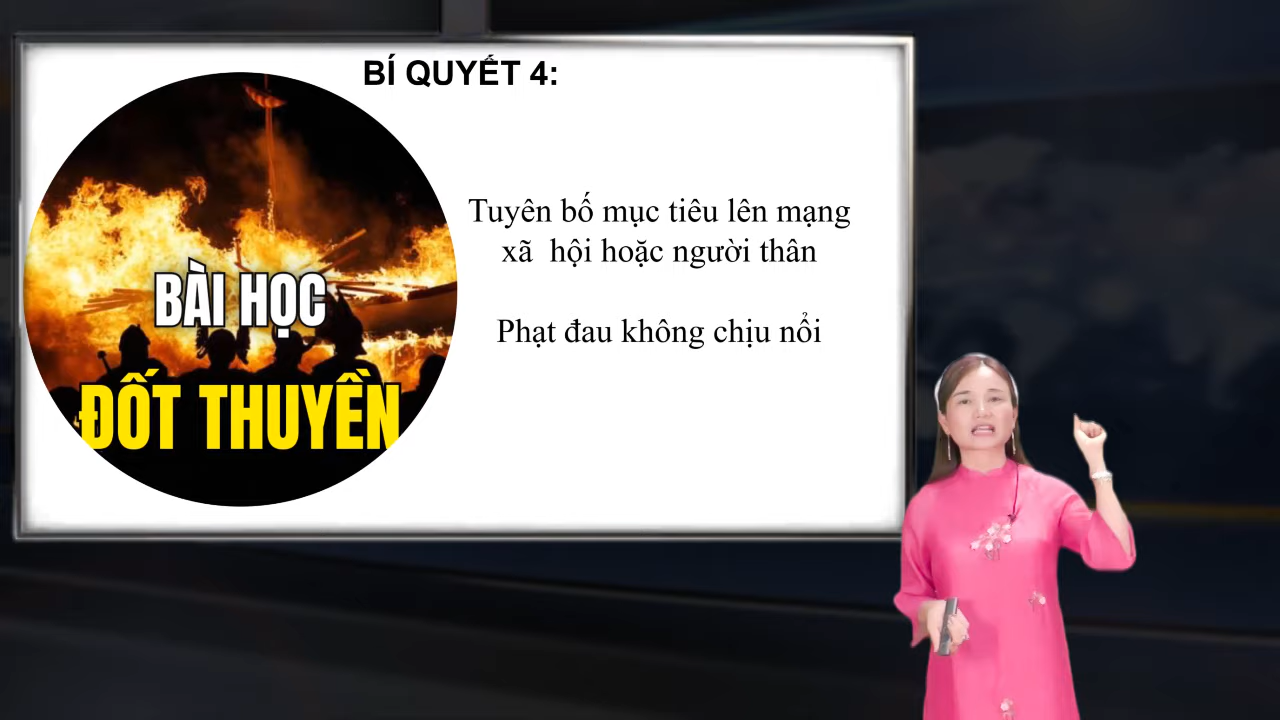 BÍ QUYẾT 4:
BÀI HỌC
ĐỐT THUYỀN
Tuyên bố mục tiêu lên mạng
xã  hội hoặc người thân
Phạt đau không chịu nổi